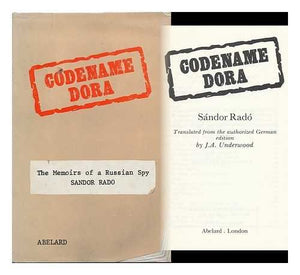 CODENAME
DORA
The Memoirs of a Russian Spy
SANDOR RADO
ABELARD
CODENAME
DORA
Sándor Radó
Translated from the authorized German
edition
by J.A. Underwood
Abelard . London